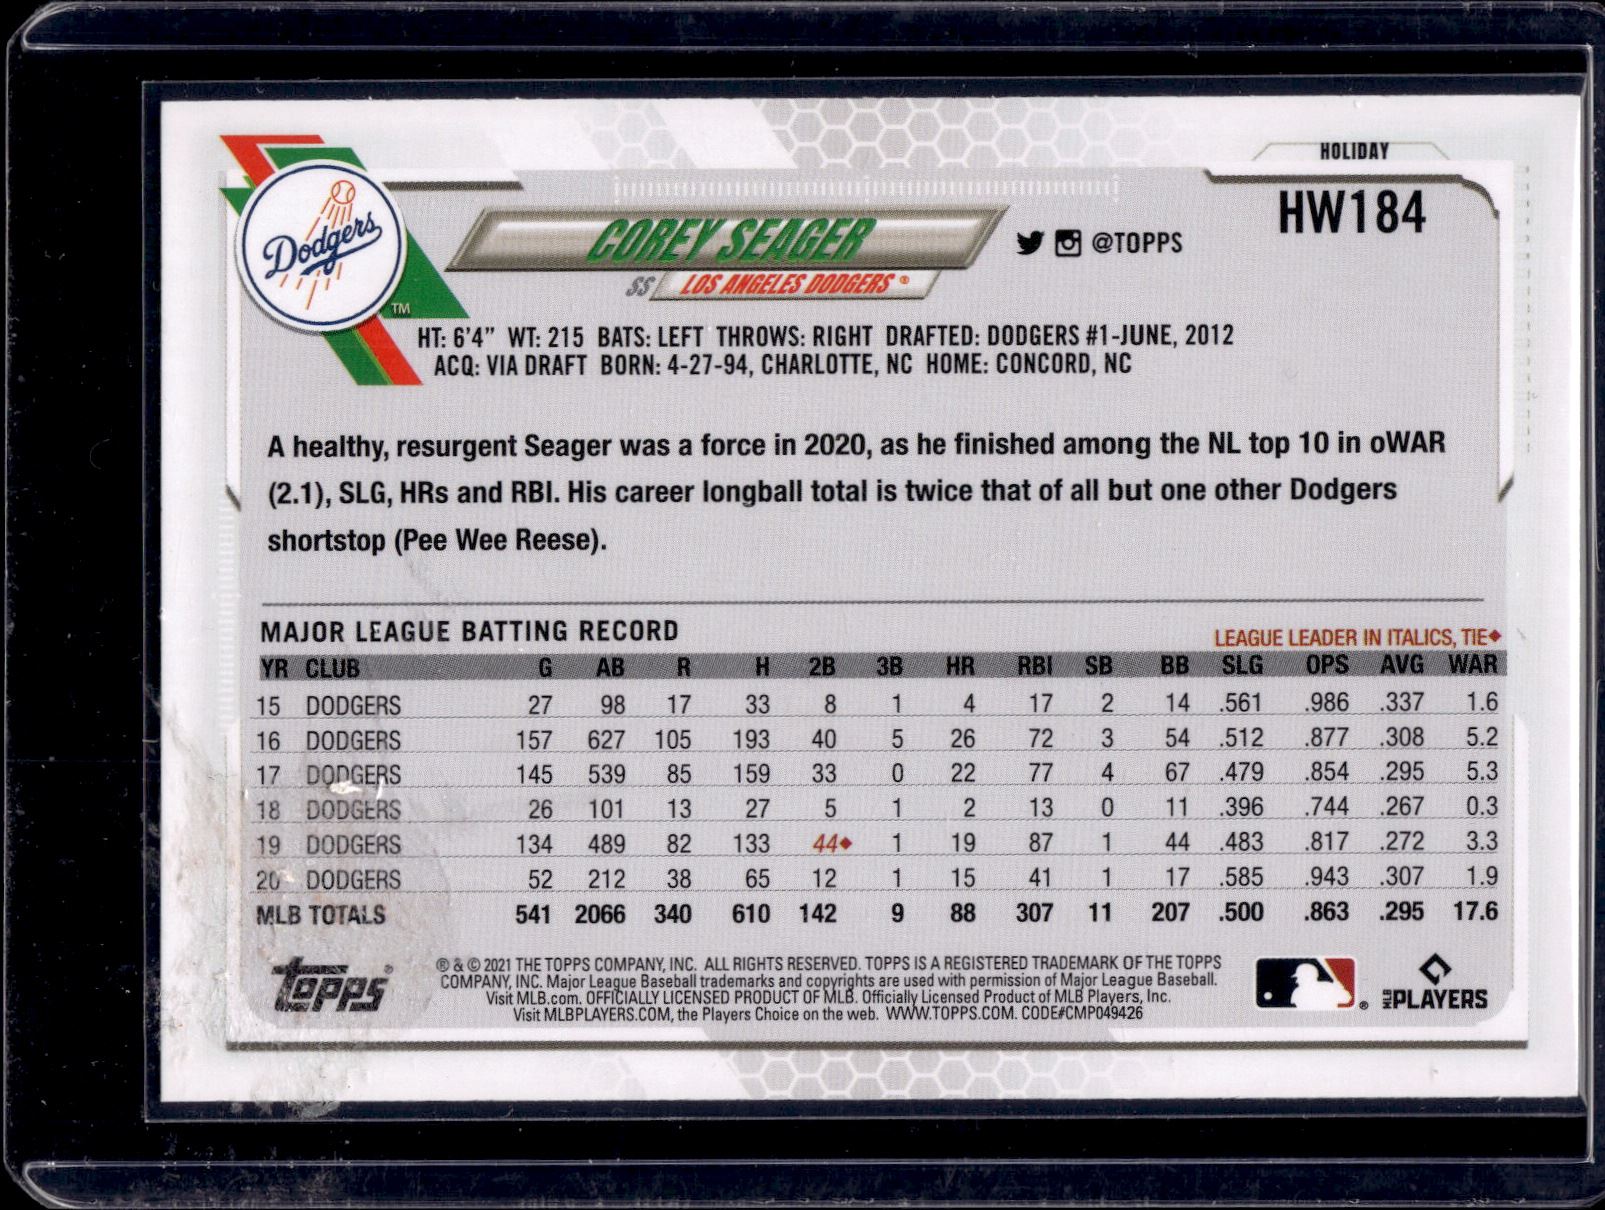 HOLIDAY
HW184
Dodgers
TM
COREY SEAGER
@TOPPS
SS LOS ANGELES DODGERS®
HT: 6'4" WT: 215 BATS: LEFT THROWS: RIGHT DRAFTED: DODGERS #1-JUNE, 2012
ACQ: VIA DRAFT BORN: 4-27-94, CHARLOTTE, NC HOME: CONCORD, NC
A healthy, resurgent Seager was a force in 2020, as he finished among the NL top 10 in oWAR
(2.1), SLG, HRs and RBI. His career longball total is twice that of all but one other Dodgers
shortstop (Pee Wee Reese).
MAJOR LEAGUE BATTING RECORD
LEAGUE LEADER IN ITALICS, TIE◆
YR CLUB G AB R H 2B 3B HR RBI SB BB SLG OPS AVG WAR
15 DODGERS 27 98 17 33 8 1 4 17 2 14 .561 .986 .337 1.6
16 DODGERS 157 627 105 193 40 5 26 72 3 54 .512 .877 .308 5.2
17 DODGERS 145 539 85 159 33 0 22 77 4 67 .479 .854 .295 5.3
18 DODGERS 26 101 13 27 5 1 2 13 0 11 .396 .744 .267 0.3
19 DODGERS 134 489 82 133 44◆ 1 19 87 1 44 .483 .817 .272 3.3
20 DODGERS 52 212 38 65 12 1 15 41 1 17 .585 .943 .307 1.9
MLB TOTALS 541 2066 340 610 142 9 88 307 11 207 .500 .863 .295 17.6
topps®
® & © 2021 THE TOPPS COMPANY, INC. ALL RIGHTS RESERVED. TOPPS IS A REGISTERED TRADEMARK OF THE TOPPS
COMPANY, INC. Major League Baseball trademarks and copyrights are used with permission of Major League Baseball.
Visit MLB.com. OFFICIALLY LICENSED PRODUCT OF MLB. Officially Licensed Product of MLB Players, Inc.
Visit MLBPLAYERS.COM, the Players Choice on the web. WWW.TOPPS.COM. CODE#CMP049426
®
MLB PLAYERS